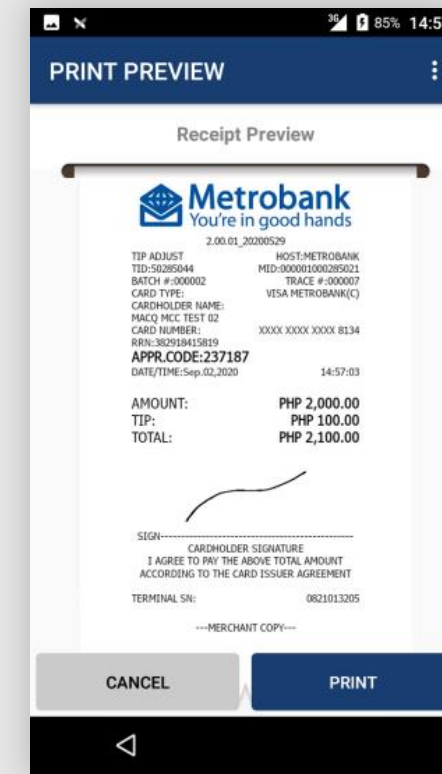 3G 85% 14:5
PRINT PREVIEW
Receipt Preview
Metrobank
You're in good hands
2.00.01_20200529
TIP ADJUST HOST:METROBANK
TID:50285044 MID:000001000285021
BATCH #:000002 TRACE #:000007
CARD TYPE: VISA METROBANK(C)
CARDHOLDER NAME:
MACQ MCC TEST 02
CARD NUMBER: XXXX XXXX XXXX 8134
RRN:382918415819
APPR.CODE:237187
DATE/TIME:Sep.02,2020 14:57:03
AMOUNT: PHP 2,000.00
TIP: PHP 100.00
TOTAL: PHP 2,100.00
SIGN------------------------------------------------
CARDHOLDER SIGNATURE
I AGREE TO PAY THE ABOVE TOTAL AMOUNT
ACCORDING TO THE CARD ISSUER AGREEMENT
TERMINAL SN: 0821013205
---MERCHANT COPY---
CANCEL PRINT